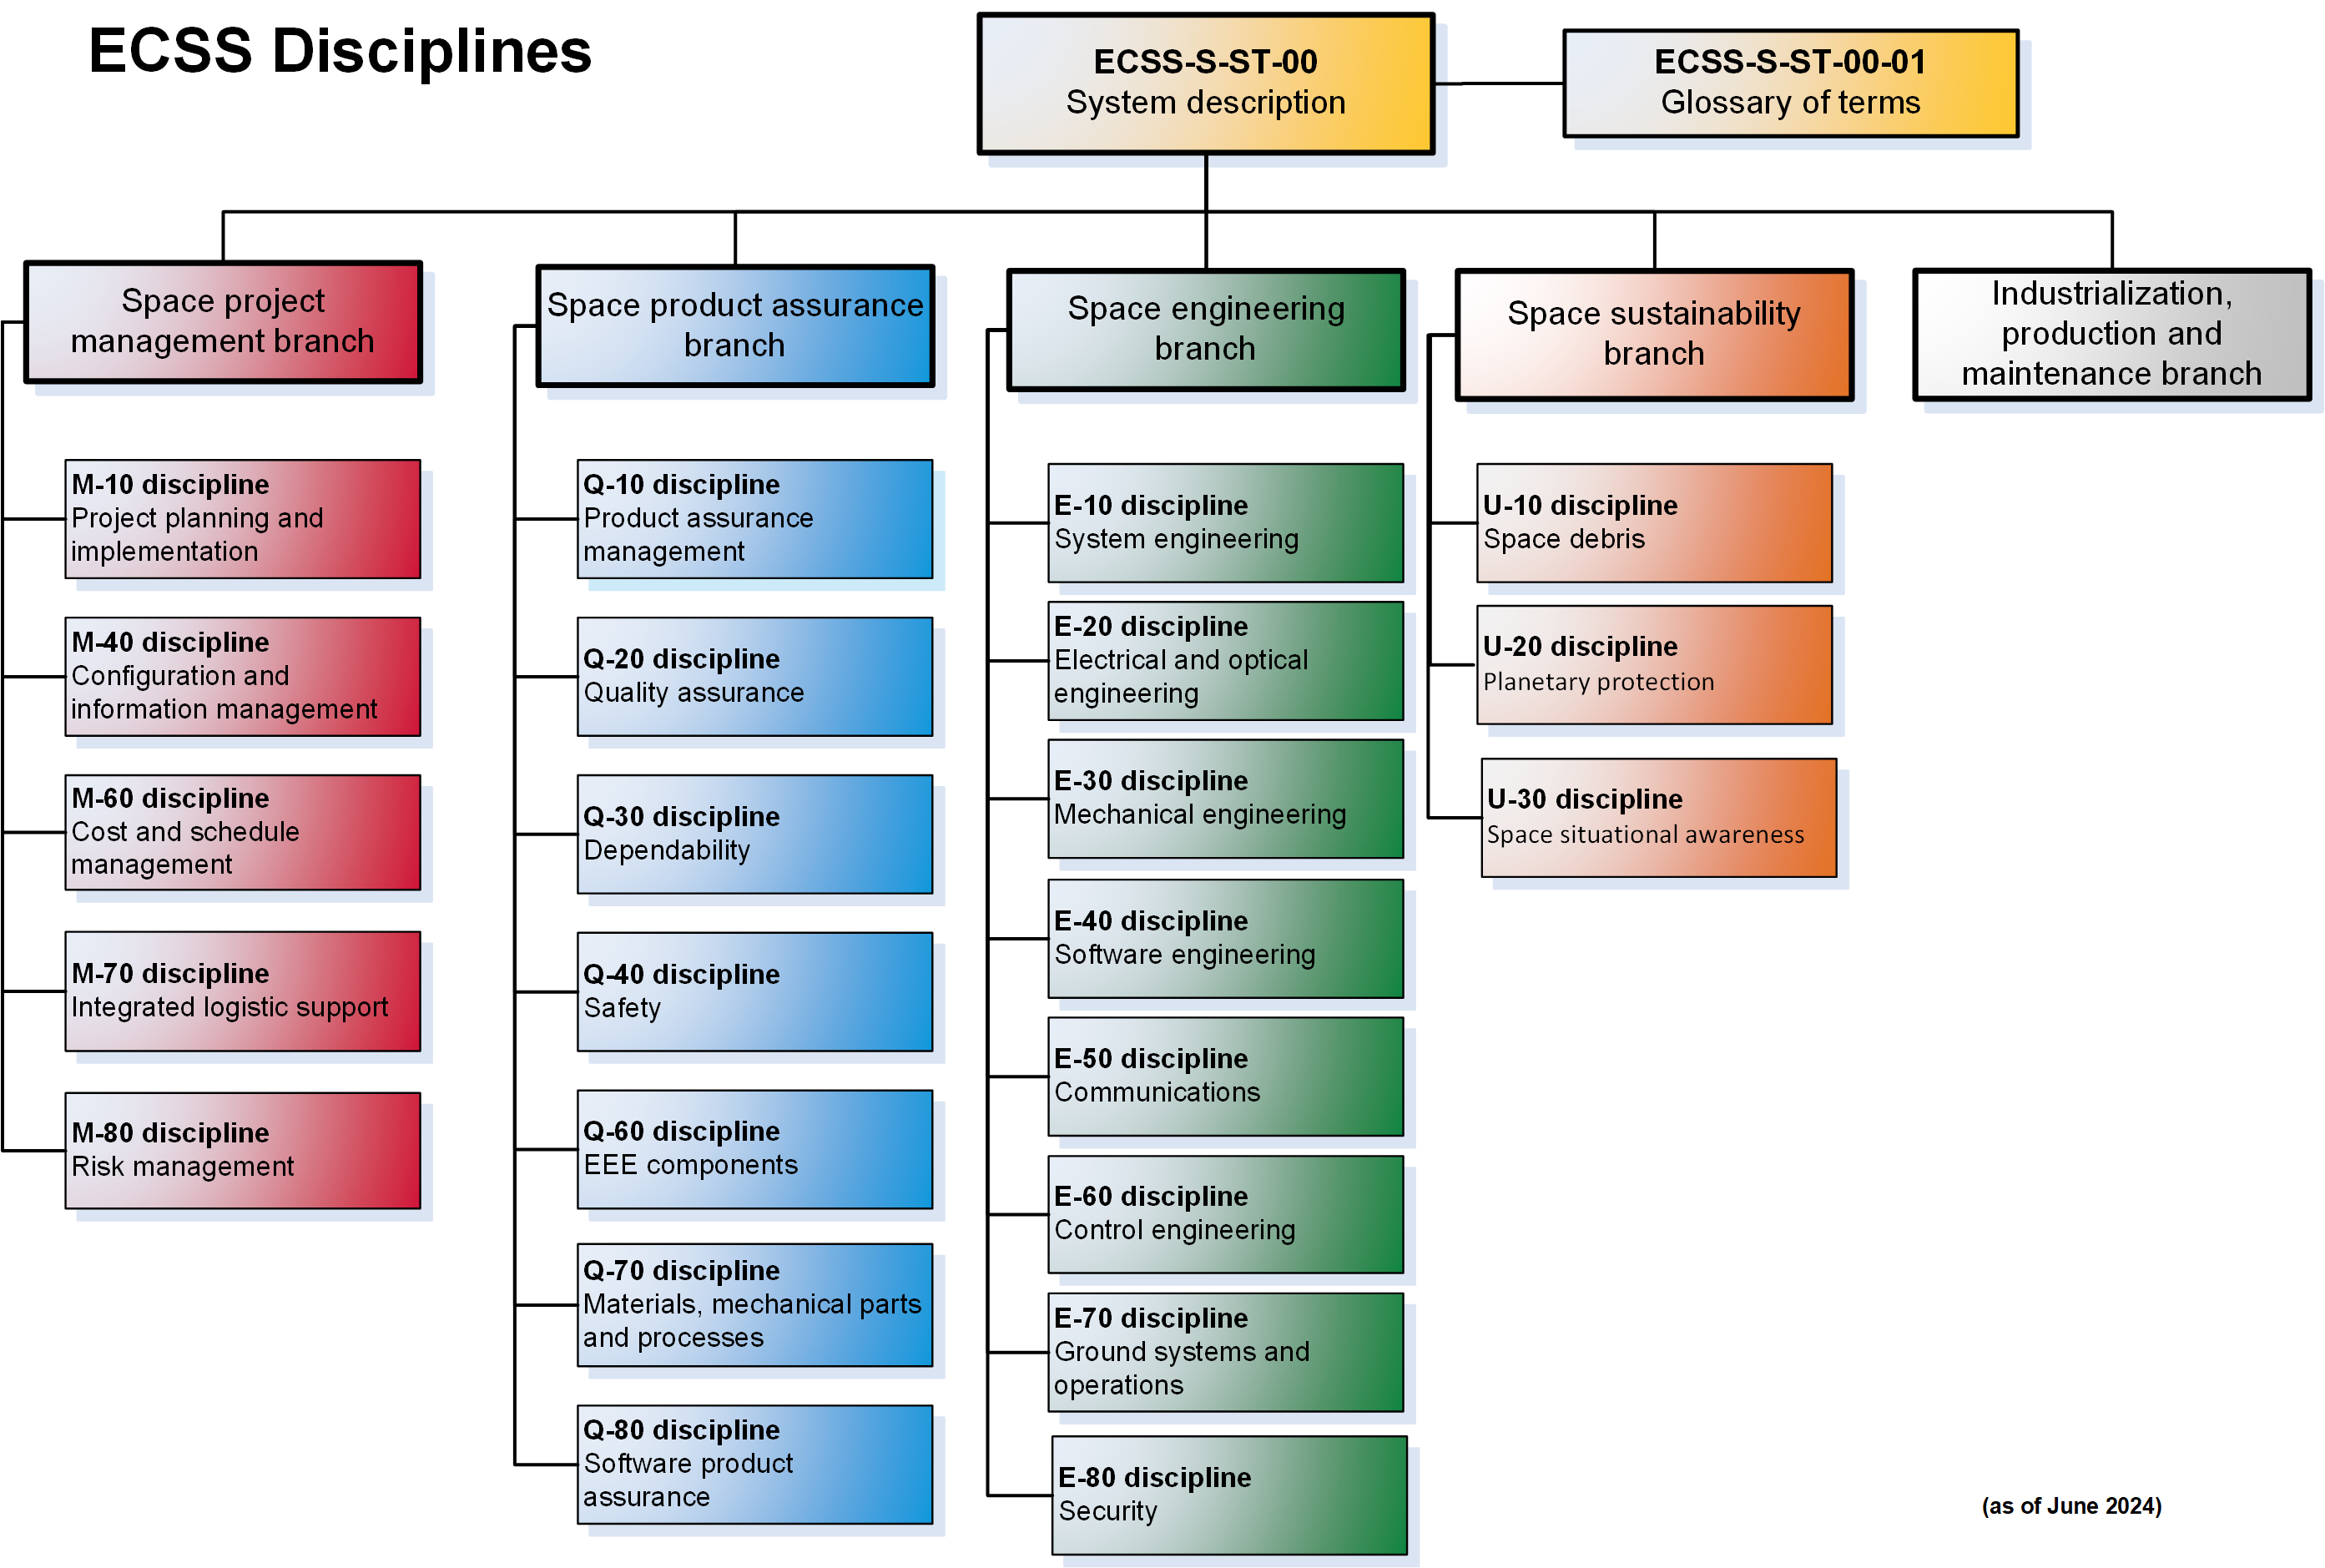 ECSS Disciplines
ECSS-S-ST-00
System description
ECSS-S-ST-00-01
Glossary of terms
Space project
management branch
M-10 discipline
Project planning and
implementation
M-40 discipline
Configuration and
information management
M-60 discipline
Cost and schedule
management
M-70 discipline
Integrated logistic support
M-80 discipline
Risk management
Space product assurance
branch
Q-10 discipline
Product assurance
management
Q-20 discipline
Quality assurance
Q-30 discipline
Dependability
Q-40 discipline
Safety
Q-60 discipline
EEE components
Q-70 discipline
Materials, mechanical parts
and processes
Q-80 discipline
Software product
assurance
Space engineering
branch
E-10 discipline
System engineering
E-20 discipline
Electrical and optical
engineering
E-30 discipline
Mechanical engineering
E-40 discipline
Software engineering
E-50 discipline
Communications
E-60 discipline
Control engineering
E-70 discipline
Ground systems and
operations
E-80 discipline
Security
Space sustainability
branch
U-10 discipline
Space debris
U-20 discipline
Planetary protection
U-30 discipline
Space situational awareness
Industrialization,
production and
maintenance branch
(as of June 2024)